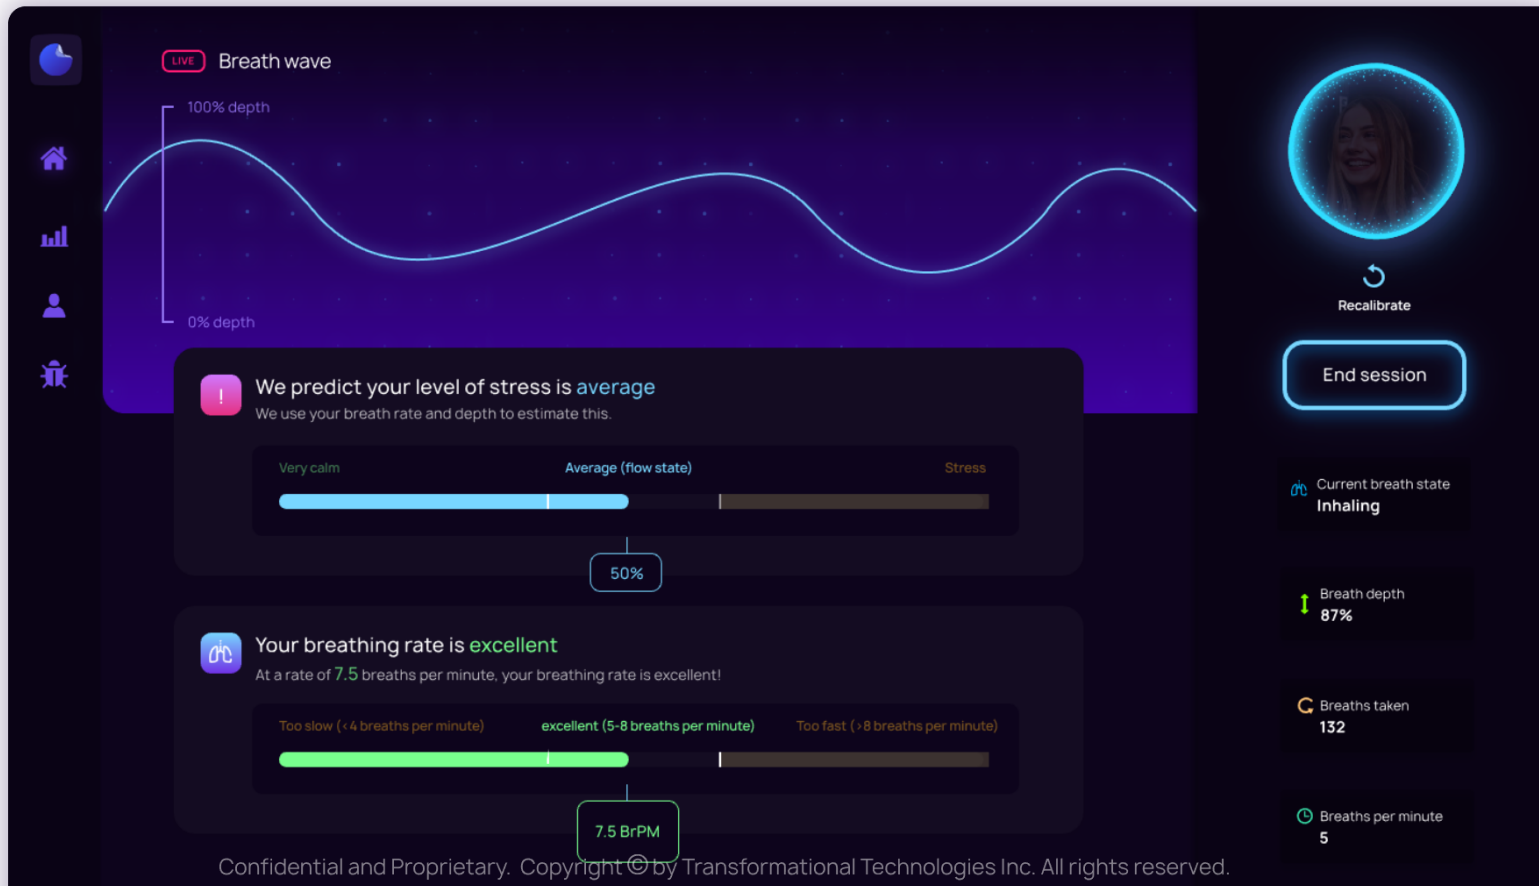 LIVE Breath wave
100% depth
0% depth
We predict your level of stress is average
We use your breath rate and depth to estimate this.
Very calm Average (flow state) Stress
50%
Your breathing rate is excellent
At a rate of 7.5 breaths per minute, your breathing rate is excellent!
Too slow (<4 breaths per minute) excellent (5-8 breaths per minute) Too fast (>8 breaths per minute)
7.5 BrPM
Recalibrate
End session
Current breath state
Inhaling
Breath depth
87%
Breaths taken
132
Breaths per minute
5
Confidential and Proprietary. Copyright © by Transformational Technologies Inc. All rights reserved.